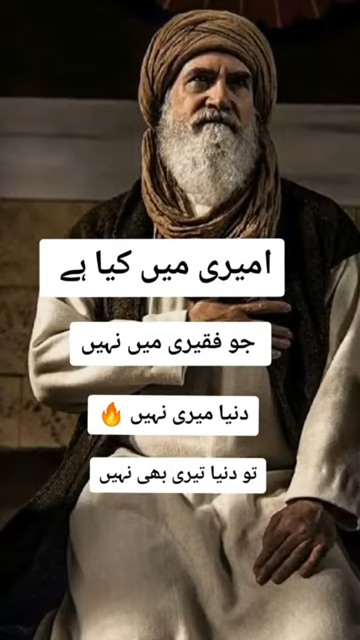 امیری میں کیا ہے
جو فقیری میں نہیں
دنیا میری نہیں 🔥
تو دنیا تیری بھی نہیں